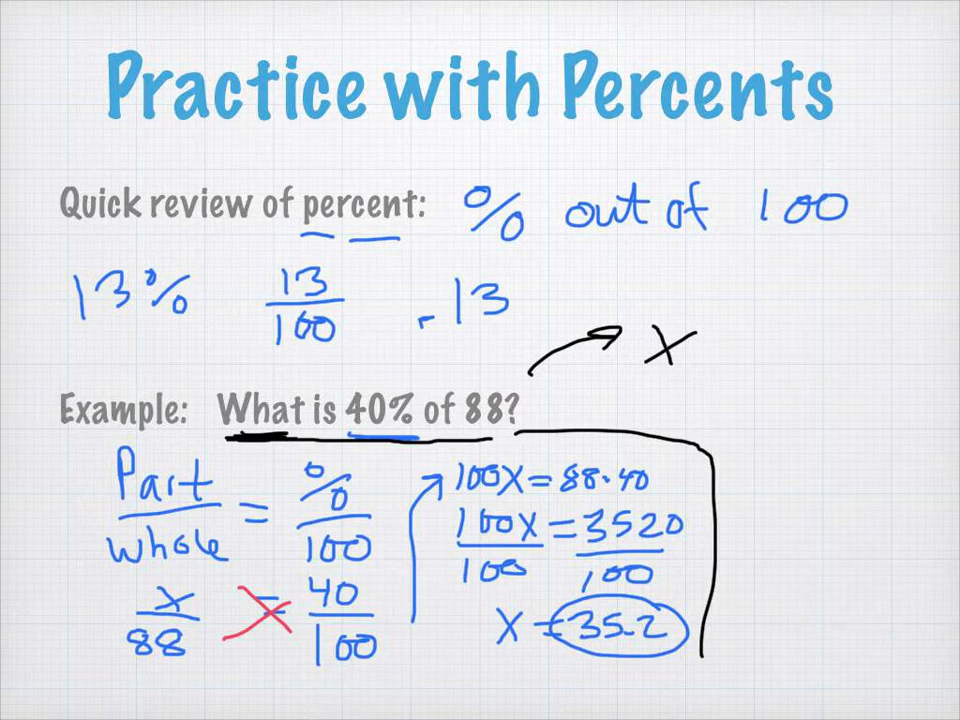 Practice with Percents
Quick review of percent: % out of 100
13% 13/100 .13
x
Example: What is 40% of 88?
Part/whole = %/100
x/88 = 40/100
100x = 88·40
100x/100 = 3520/100
x = 35.2